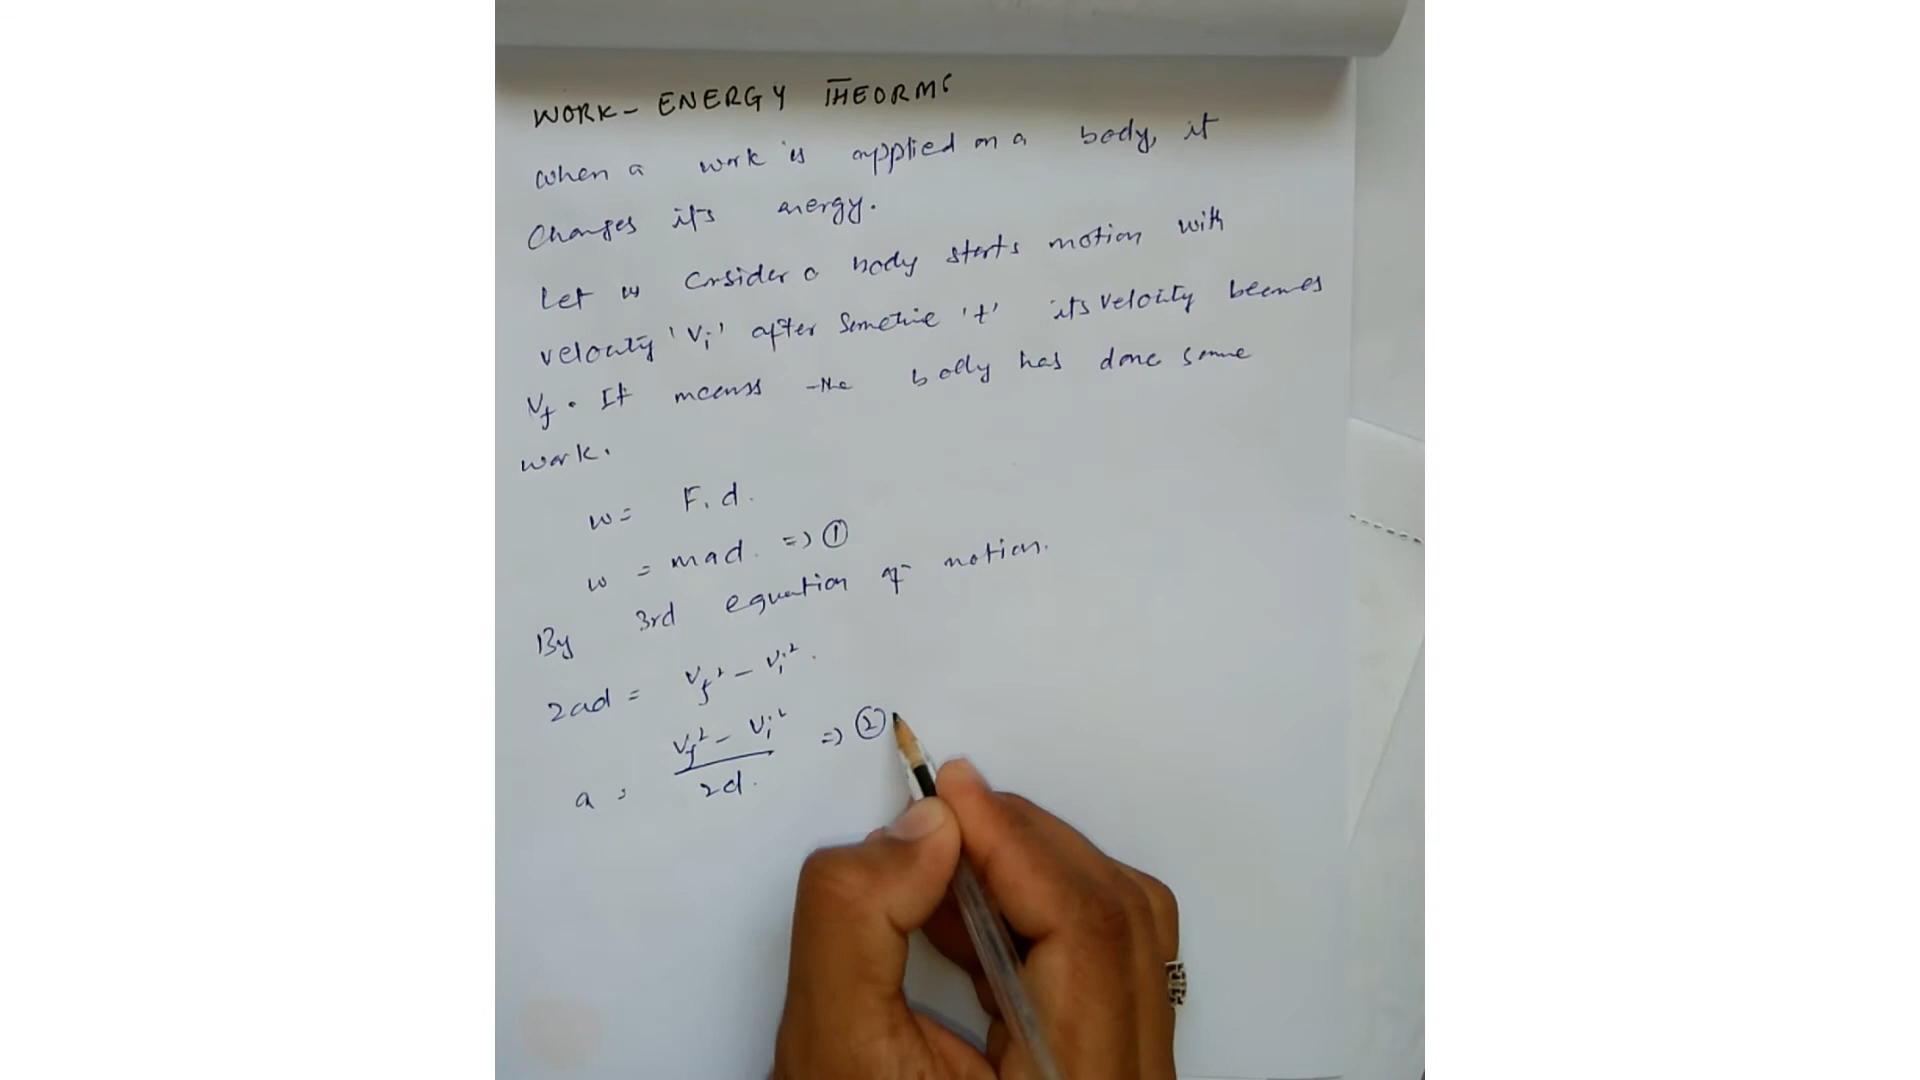 WORK - ENERGY THEORMS
when a work is applied on a body, it
changes it's energy.
Let us consider a body starts motion with
velocity 'Vi' after sometime 't' its velocity becomes
Vf. It means the body has done some
work.
w = F.d.
w = mad. => ①
By 3rd equation of motion.
2ad = Vf² - Vi².
a = Vf² - Vi² / 2d. => ②